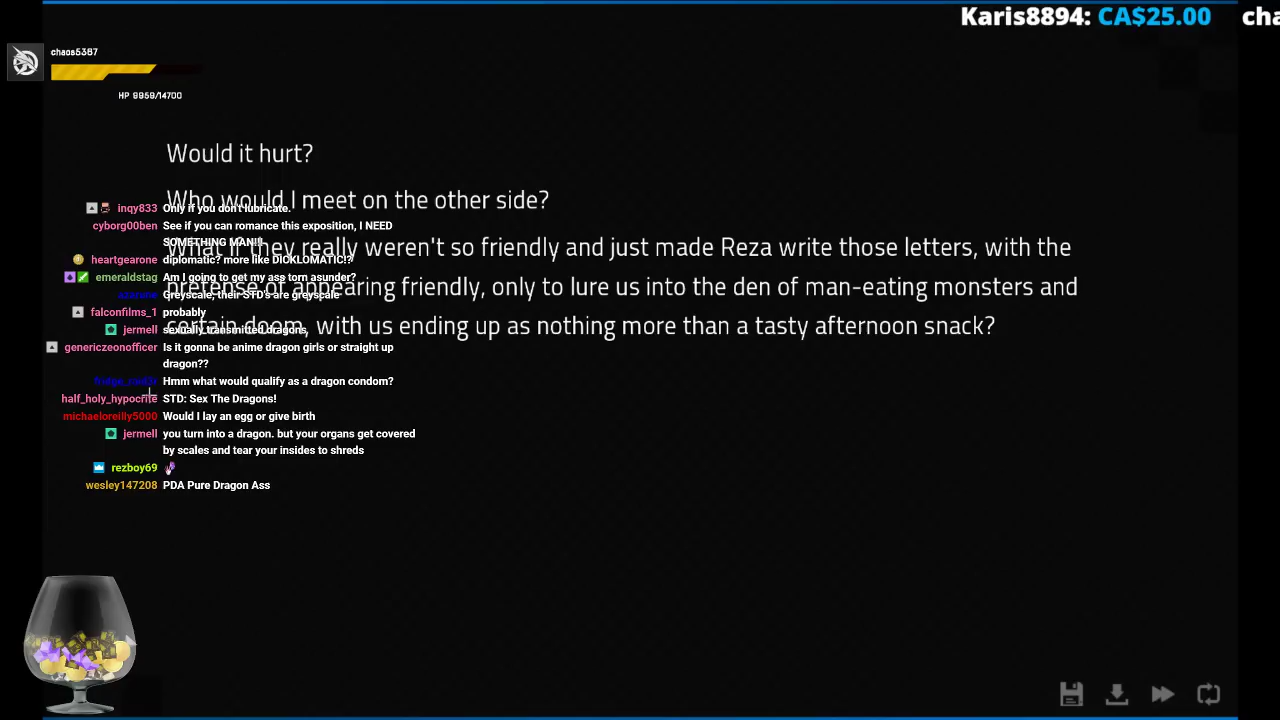 Karis8894: CA$25.00 cha
chaos5387
HP 9959/14700
Would it hurt?
Who would I meet on the other side?
What if they really weren't so friendly and just made Reza write those letters, with the
pretense of appearing friendly, only to lure us into the den of man-eating monsters and
certain doom, with us ending up as nothing more than a tasty afternoon snack?
inqy833 Only if you don't lubricate.
cyborg00ben See if you can romance this exposition, I NEED
SOMETHING MAN!!!
heartgearone diplomatic? more like DICKLOMATIC!?
emeraldstag Am I going to get my ass torn asunder?
Greyscale, their STD's are greyscale
falconfilms_1 probably
jermell sexually transmitted dragons,
genericzeonofficer Is it gonna be anime dragon girls or straight up
dragon??
Hmm what would qualify as a dragon condom?
half_holy_hypocrite STD: Sex The Dragons!
michaeloreilly5000 Would I lay an egg or give birth
jermell you turn into a dragon. but your organs get covered
by scales and tear your insides to shreds
rezboy69
wesley147208 PDA Pure Dragon Ass